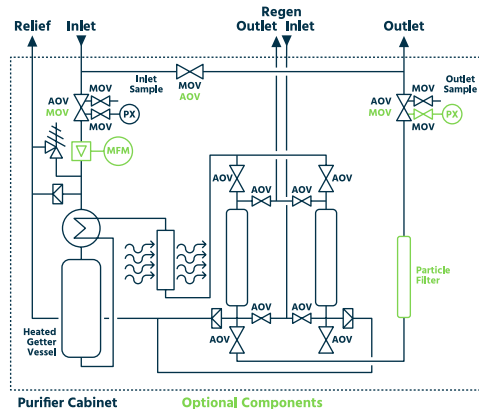 Relief
Inlet
Regen
Outlet
Inlet
Outlet
MOV
AOV
Inlet
Sample
Outlet
Sample
AOV
MOV
MOV
MOV
PX
AOV
MOV
MOV
MOV
PX
MFM
AOV
AOV
AOV
AOV
Particle
Filter
Heated
Getter
Vessel
AOV
AOV
AOV
AOV
Purifier Cabinet
Optional Components